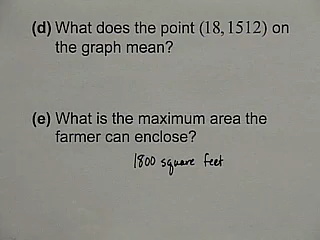 (d) What does the point (18,1512) on
the graph mean?
(e) What is the maximum area the
farmer can enclose?
1800 square feet